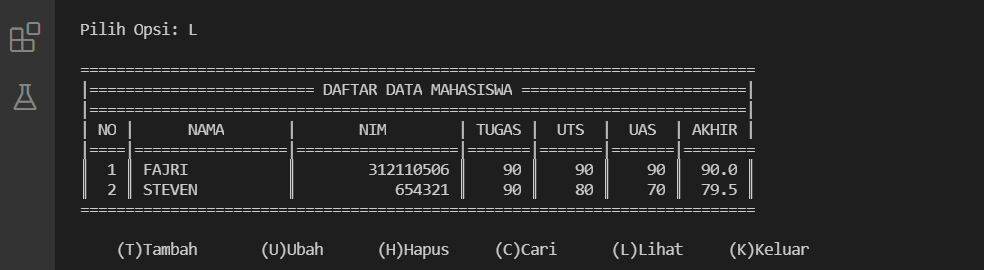 Pilih Opsi: L
===========================================================================
|========================= DAFTAR DATA MAHASISWA =========================|
|=========================================================================|
| NO |      NAMA       |       NIM        | TUGAS |  UTS  |  UAS  | AKHIR |
|====|=================|==================|=======|=======|=======|========
║  1 ║ FAJRI           ║        312110506 ║    90 ║    90 ║    90 ║  90.0 ║
║  2 ║ STEVEN          ║           654321 ║    90 ║    80 ║    70 ║  79.5 ║
===========================================================================
(T)Tambah       (U)Ubah      (H)Hapus     (C)Cari      (L)Lihat     (K)Keluar